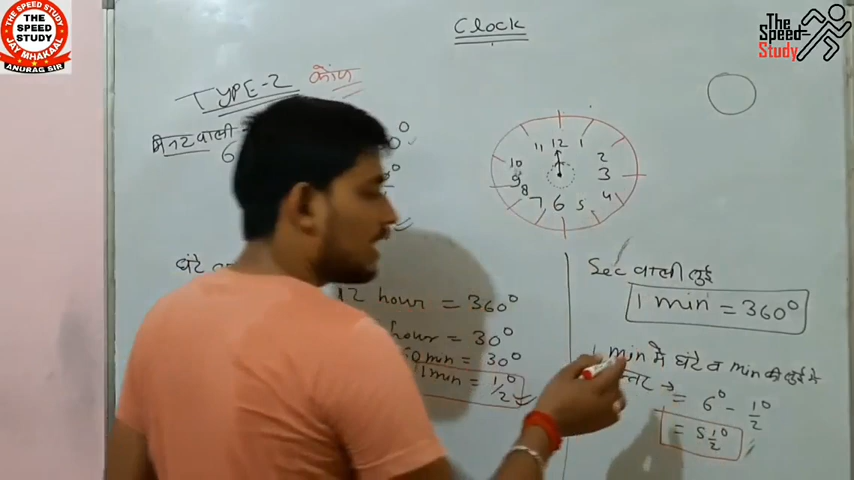 THE
SPEED
STUDY
JAY MAHAKAAL
ANURAG SIR
The
Speed
Study
Clock
TYPE-2 कोण
मिनट वाली
6
0°
12
11 1
10 2
9 3
8 4
7 6 5
घंटे
12 hour = 360°
hour = 30°
60 min = 30°
1 min = 1/2°
Sec वाली सुई
1 min = 360°
1 min मे घंटे व min की सुई मे
= 6° - 1/2°
= 5 1/2°